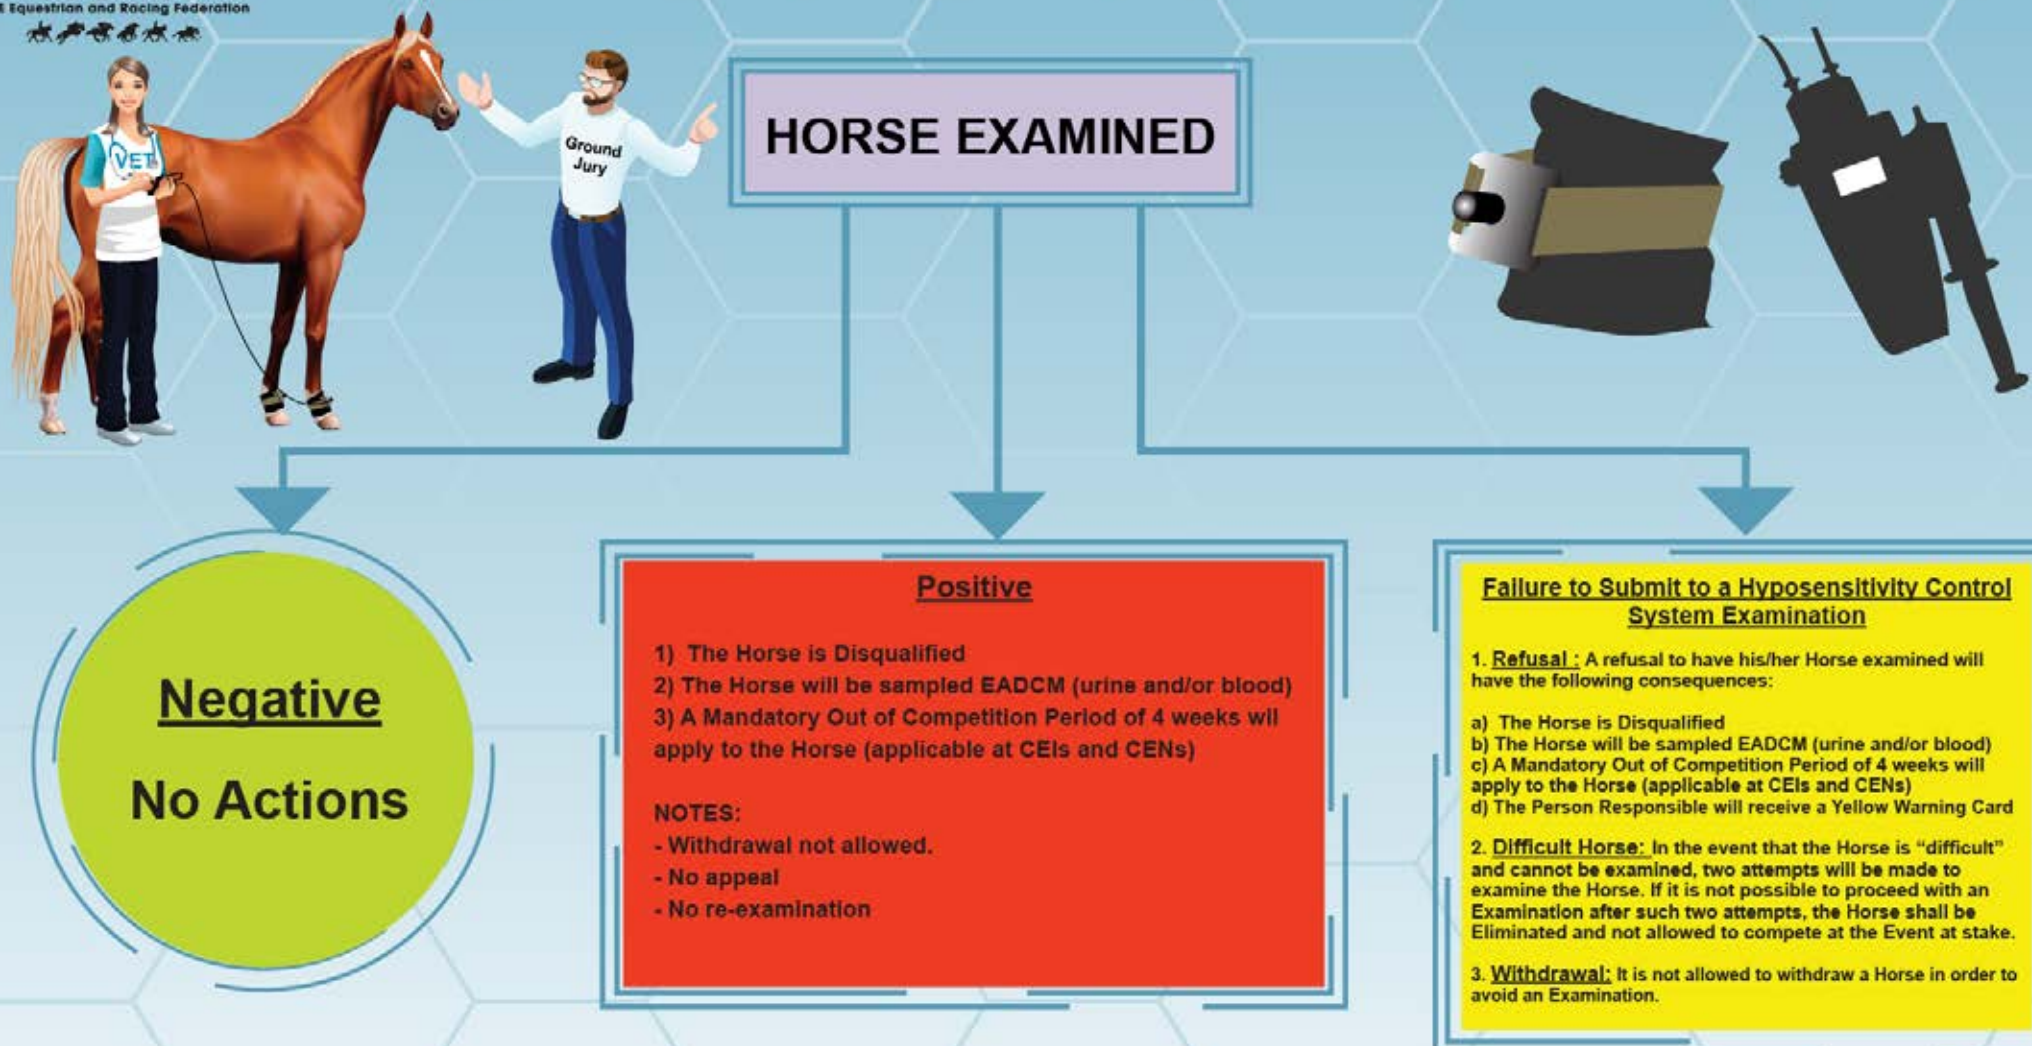 Equestrian and Racing Federation
VET
Ground
Jury
HORSE EXAMINED
Negative
No Actions
Positive
1) The Horse is Disqualified
2) The Horse will be sampled EADCM (urine and/or blood)
3) A Mandatory Out of Competition Period of 4 weeks wil
apply to the Horse (applicable at CEIs and CENs)
NOTES:
- Withdrawal not allowed.
- No appeal
- No re-examination
Failure to Submit to a Hyposensitivity Control
System Examination
1. Refusal : A refusal to have his/her Horse examined will
have the following consequences:
a) The Horse is Disqualified
b) The Horse will be sampled EADCM (urine and/or blood)
c) A Mandatory Out of Competition Period of 4 weeks will
apply to the Horse (applicable at CEIs and CENs)
d) The Person Responsible will receive a Yellow Warning Card
2. Difficult Horse: In the event that the Horse is “difficult”
and cannot be examined, two attempts will be made to
examine the Horse. If it is not possible to proceed with an
Examination after such two attempts, the Horse shall be
Eliminated and not allowed to compete at the Event at stake.
3. Withdrawal: It is not allowed to withdraw a Horse in order to
avoid an Examination.